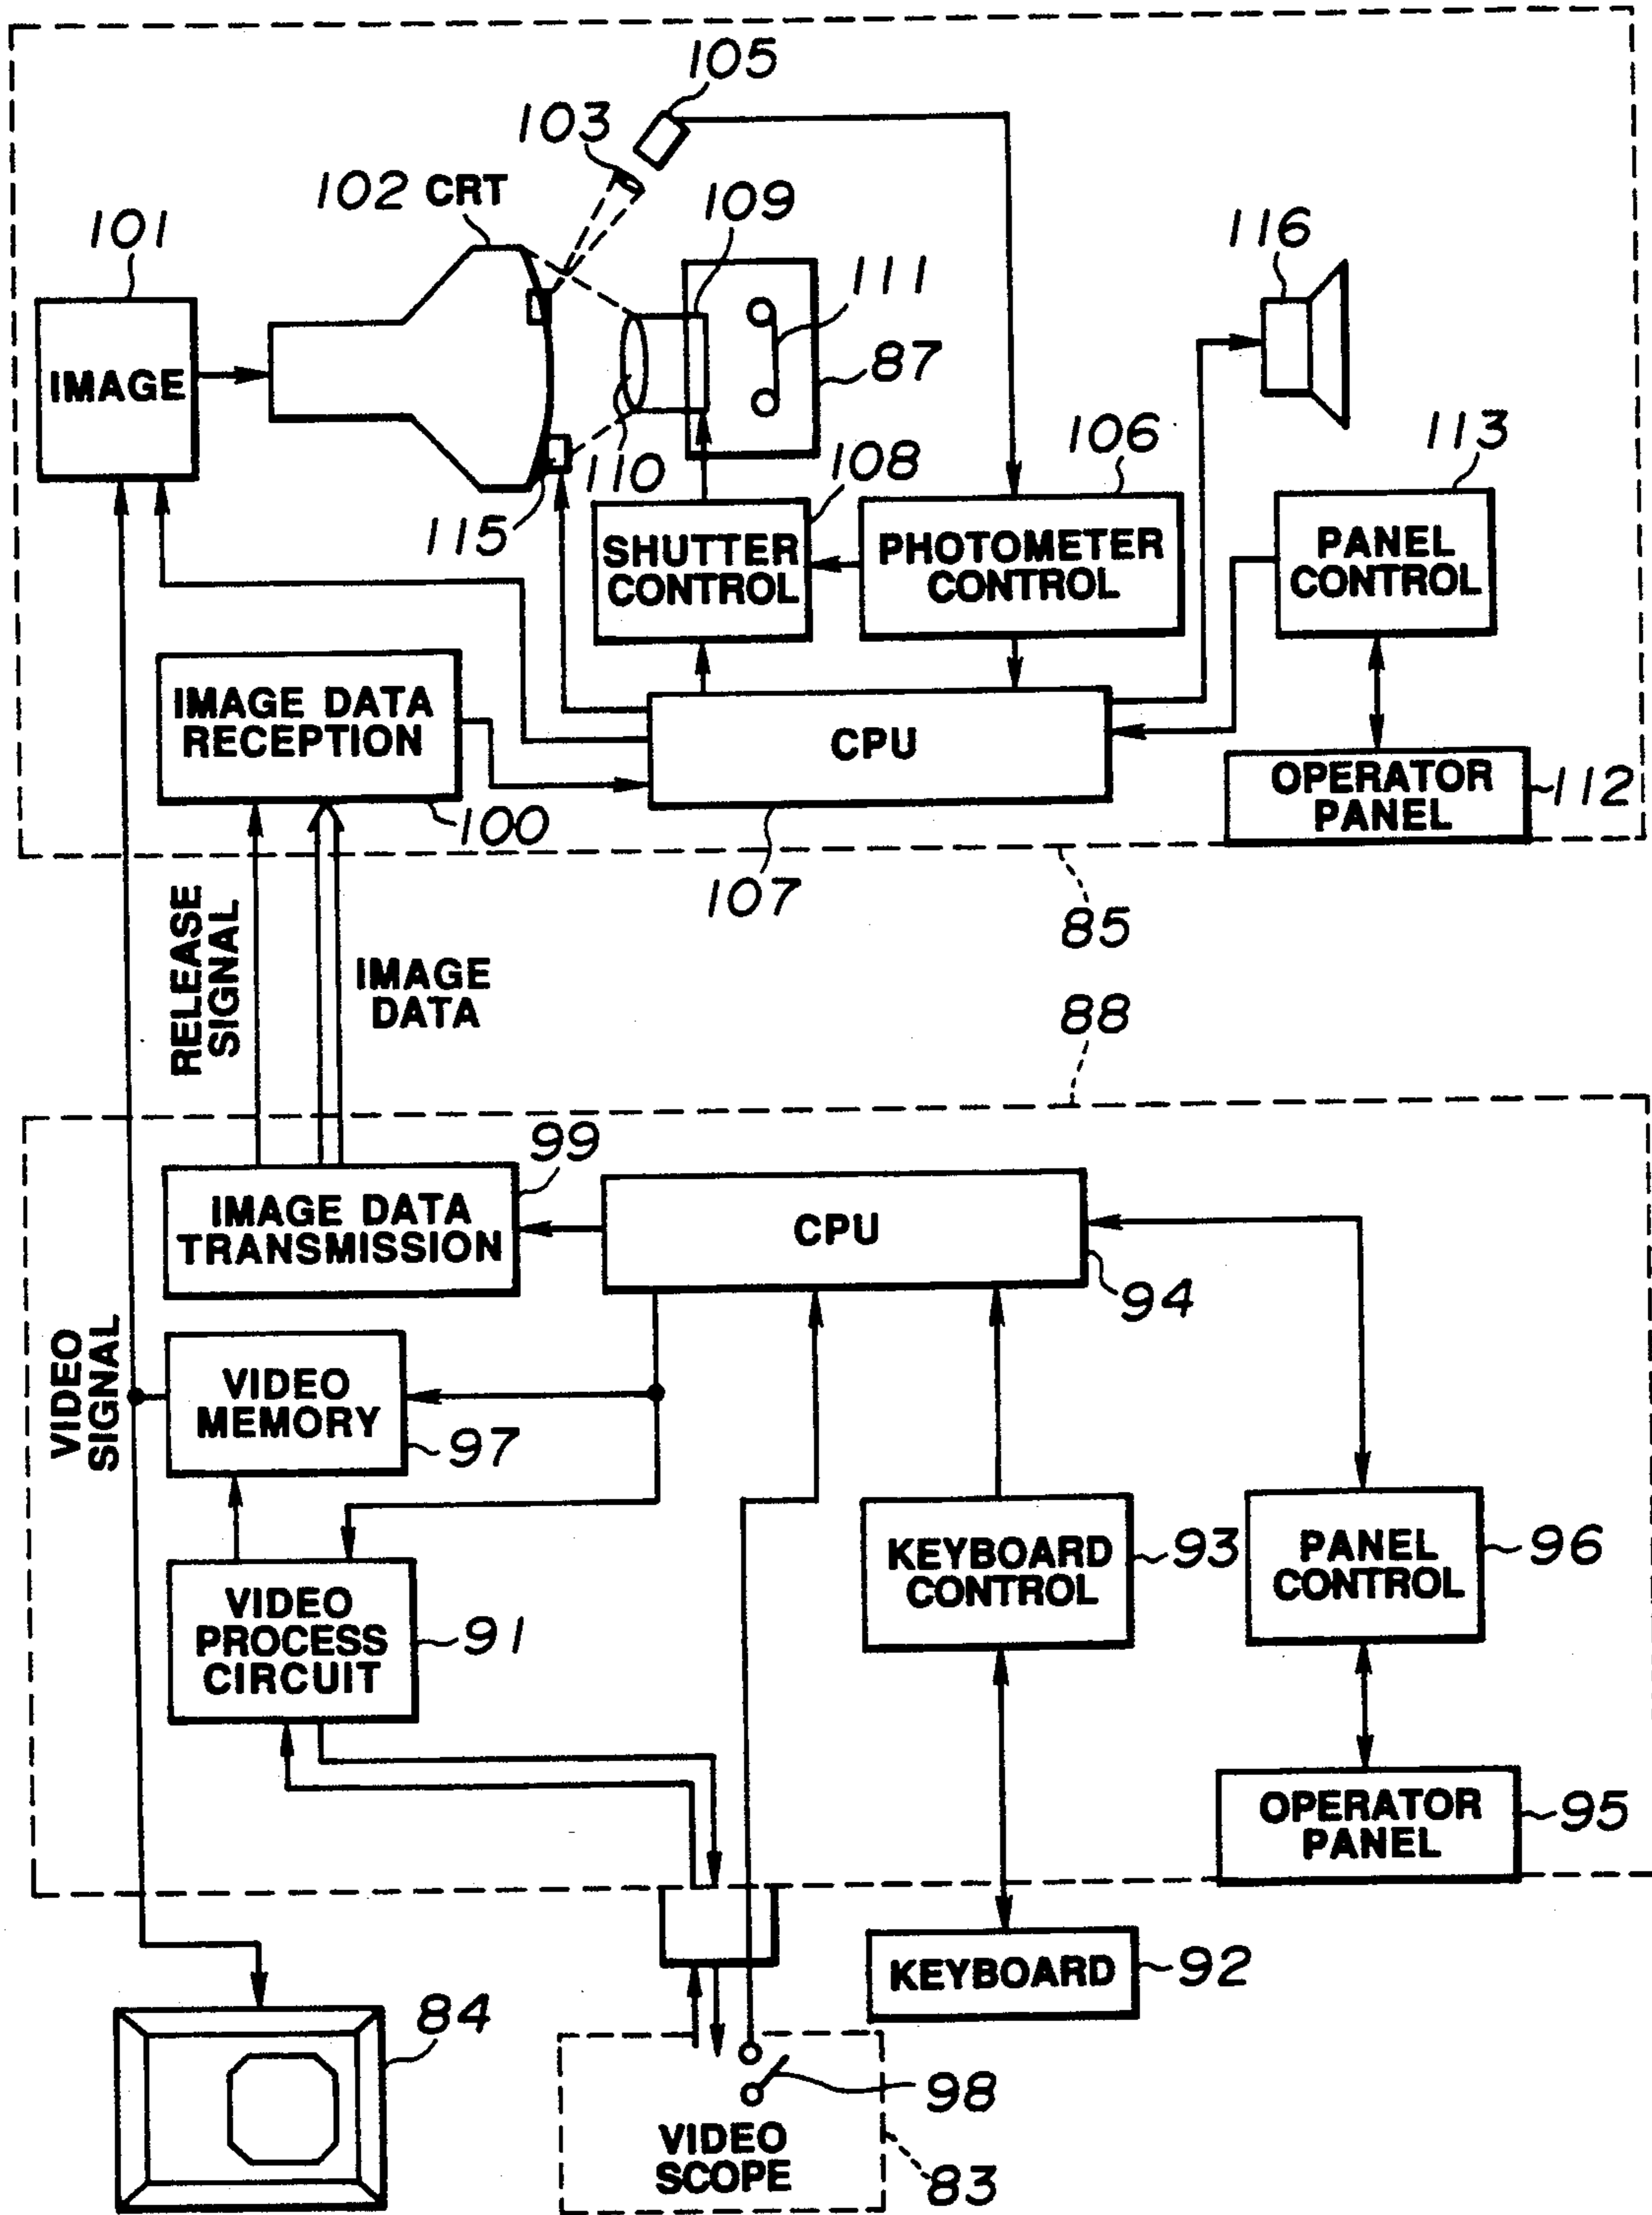 105
103
102 CRT
109
101
116
111
IMAGE
87
113
106
108
110
115
SHUTTER
CONTROL
PHOTOMETER
CONTROL
PANEL
CONTROL
IMAGE DATA
RECEPTION
CPU
OPERATOR
PANEL
112
100
107
85
RELEASE
SIGNAL
IMAGE
DATA
88
99
IMAGE DATA
TRANSMISSION
CPU
94
VIDEO
SIGNAL
VIDEO
MEMORY
97
KEYBOARD
CONTROL
93
PANEL
CONTROL
96
VIDEO
PROCESS
CIRCUIT
91
OPERATOR
PANEL
95
KEYBOARD
92
84
98
VIDEO
SCOPE
83